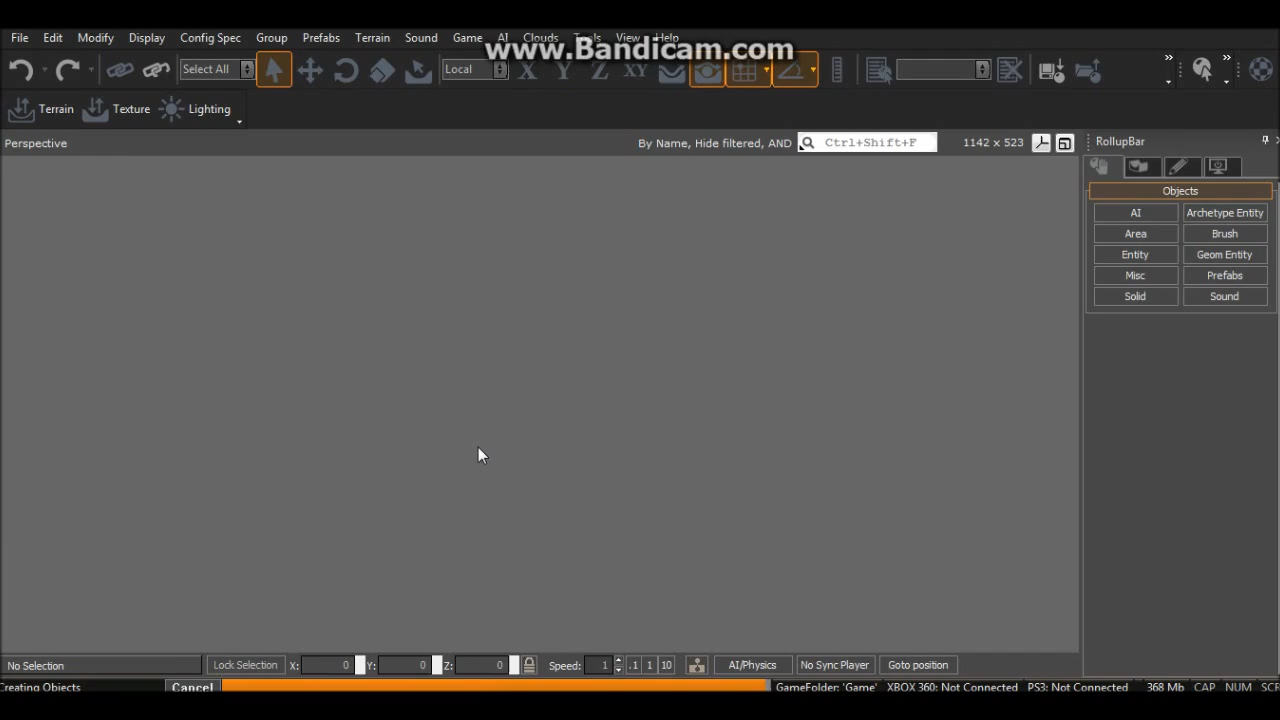 File Edit Modify Display Config Spec Group Prefabs Terrain Sound Game AI Clouds Tools View Help
www.Bandicam.com
Select All Local X Y Z XY
Terrain Texture Lighting
Perspective By Name, Hide filtered, AND Ctrl+Shift+F 1142 x 523 RollupBar
Objects
AI Archetype Entity
Area Brush
Entity Geom Entity
Misc Prefabs
Solid Sound
No Selection Lock Selection X: 0 Y: 0 Z: 0 Speed: 1 .1 1 10 AI/Physics No Sync Player Goto position
Creating Objects Cancel GameFolder: 'Game' XBOX 360: Not Connected PS3: Not Connected 368 Mb CAP NUM SCF